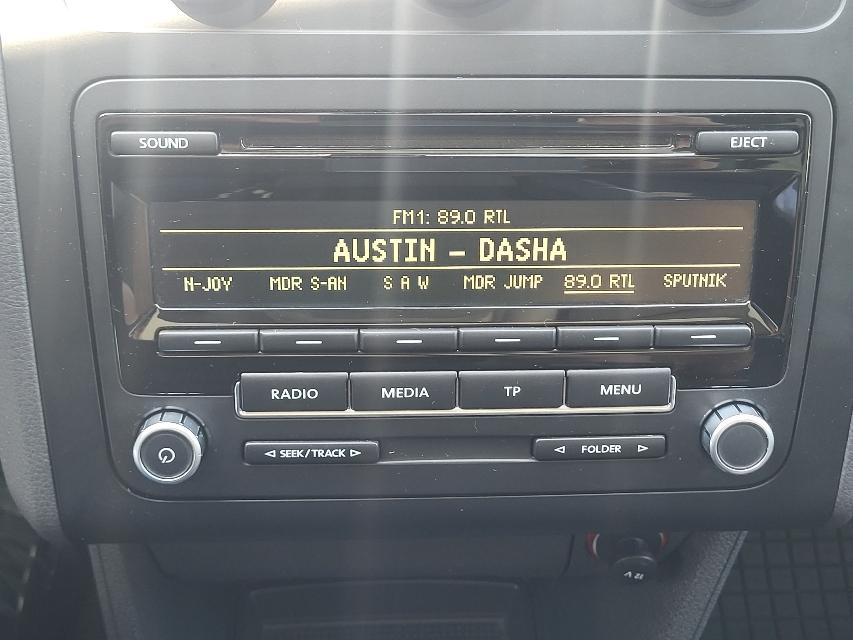 SOUND
EJECT
FM1: 89.0 RTL
AUSTIN - DASHA
N-JOY MDR S-AN S A W MDR JUMP 89.0 RTL SPUTNIK
RADIO MEDIA TP MENU
SEEK/TRACK FOLDER
12 V